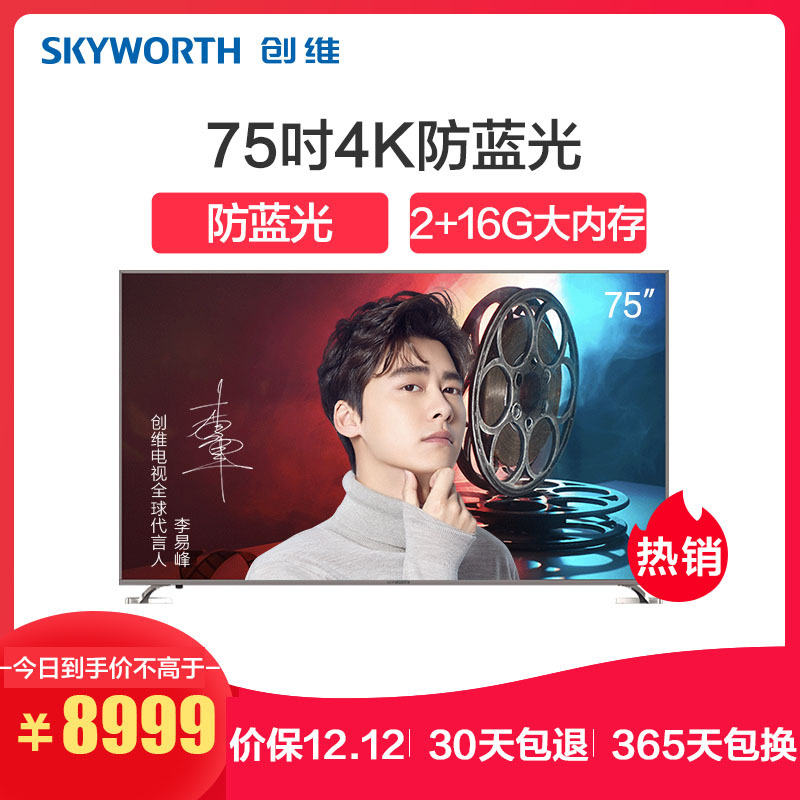 SKYWORTH 创维
75吋4K防蓝光
防蓝光
2+16G大内存
75"
创维电视全球代言人
李易峰
热销
今日到手价不高于
¥8999
价保12.12
30天包退
365天包换